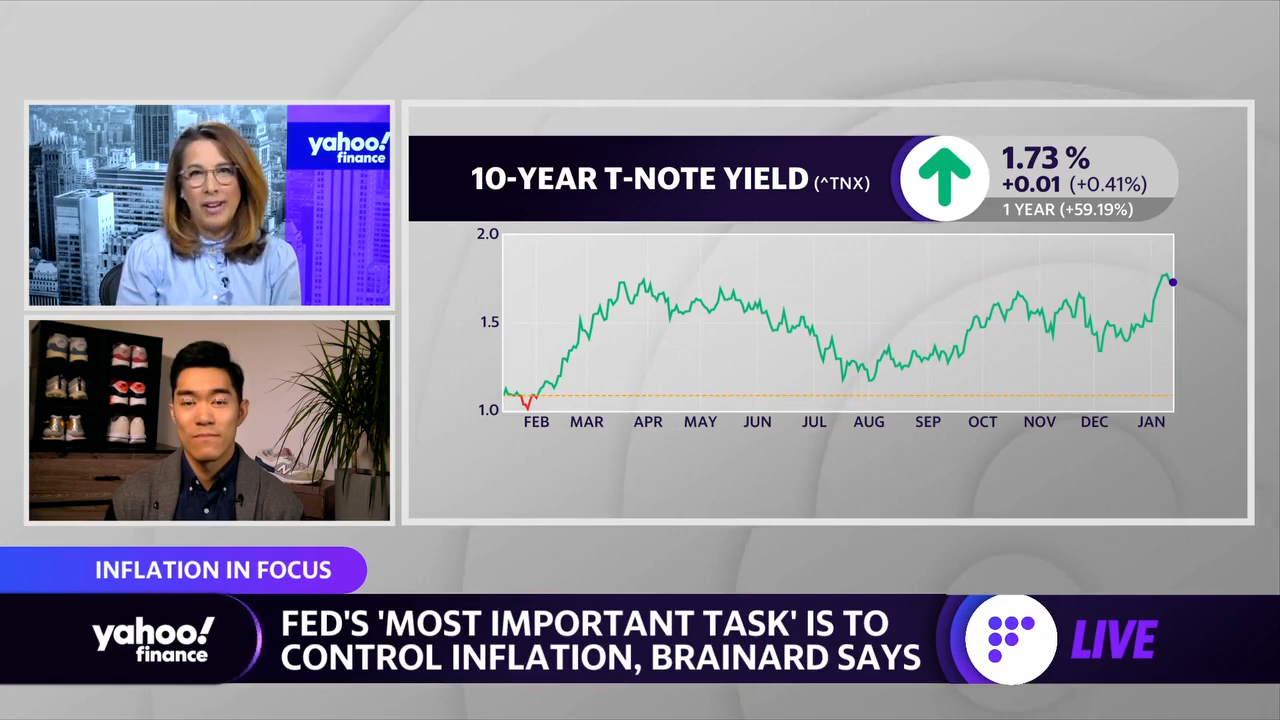 yahoo!
finance
10-YEAR T-NOTE YIELD (^TNX)
1.73 %
+0.01 (+0.41%)
1 YEAR (+59.19%)
2.0
1.5
1.0
FEB MAR APR MAY JUN JUL AUG SEP OCT NOV DEC JAN
INFLATION IN FOCUS
yahoo!
finance
FED'S 'MOST IMPORTANT TASK' IS TO
CONTROL INFLATION, BRAINARD SAYS
LIVE